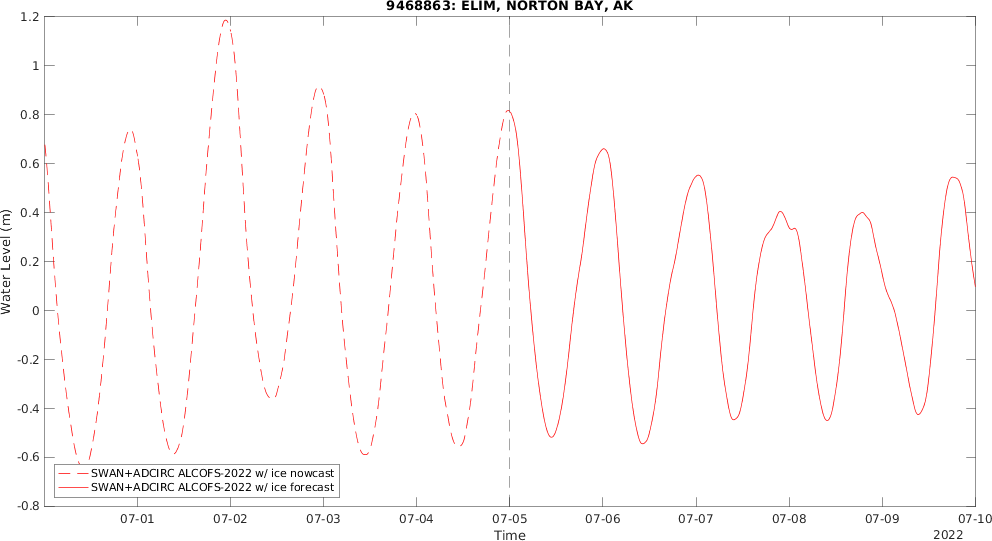 9468863: ELIM, NORTON BAY, AK
Water Level (m)
1.2
1
0.8
0.6
0.4
0.2
0
-0.2
-0.4
-0.6
-0.8
SWAN+ADCIRC ALCOFS-2022 w/ ice nowcast
SWAN+ADCIRC ALCOFS-2022 w/ ice forecast
07-01 07-02 07-03 07-04 07-05 07-06 07-07 07-08 07-09 07-10
Time
2022